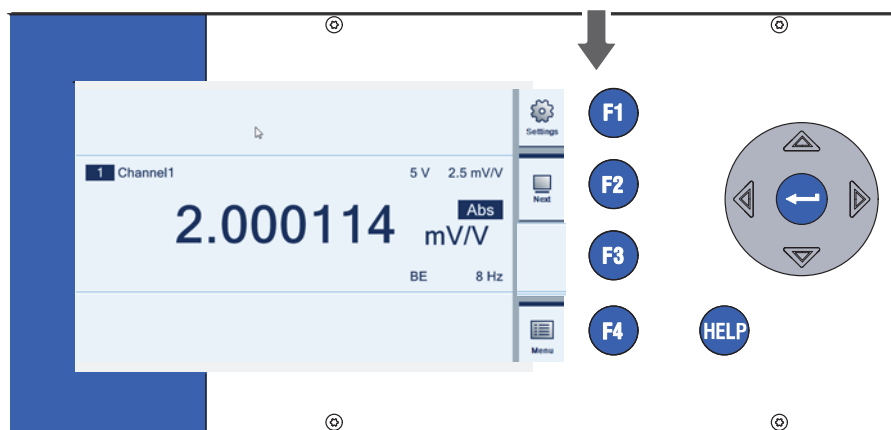 Settings
F1
1 Channel1 5 V 2.5 mV/V
Next
F2
2.000114 mV/V Abs
F3
BE 8 Hz
Menu
F4
HELP